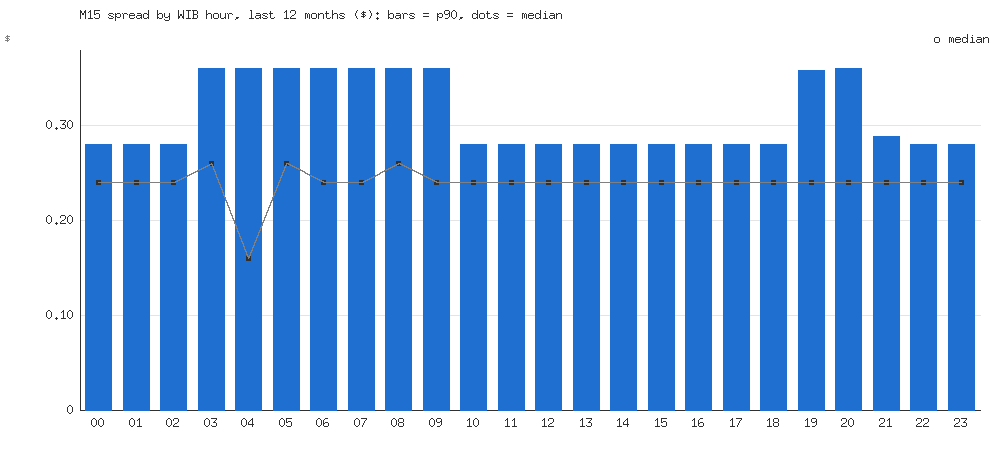 M15 spread by WIB hour, last 12 months ($): bars = p90, dots = median
$
o median
0.30
0.20
0.10
0
00 01 02 03 04 05 06 07 08 09 10 11 12 13 14 15 16 17 18 19 20 21 22 23